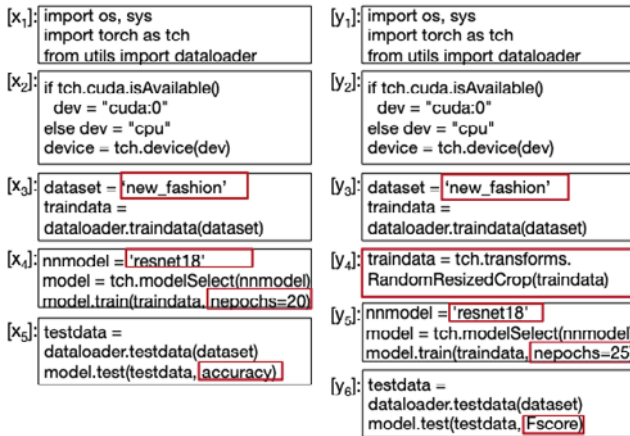 [x1]: import os, sys
import torch as tch
from utils import dataloader
[x2]: if tch.cuda.isAvailable()
dev = "cuda:0"
else dev = "cpu"
device = tch.device(dev)
[x3]: dataset = 'new_fashion'
traindata =
dataloader.traindata(dataset)
[x4]: nnmodel = 'resnet18'
model = tch.modelSelect(nnmodel)
model.train(traindata, nepochs=20)
[x5]: testdata =
dataloader.testdata(dataset)
model.test(testdata, accuracy)
[y1]: import os, sys
import torch as tch
from utils import dataloader
[y2]: if tch.cuda.isAvailable()
dev = "cuda:0"
else dev = "cpu"
device = tch.device(dev)
[y3]: dataset = 'new_fashion'
traindata =
dataloader.traindata(dataset)
[y4]: traindata = tch.transforms.
RandomResizedCrop(traindata)
[y5]: nnmodel = 'resnet18'
model = tch.modelSelect(nnmodel)
model.train(traindata, nepochs=25)
[y6]: testdata =
dataloader.testdata(dataset)
model.test(testdata, Fscore)